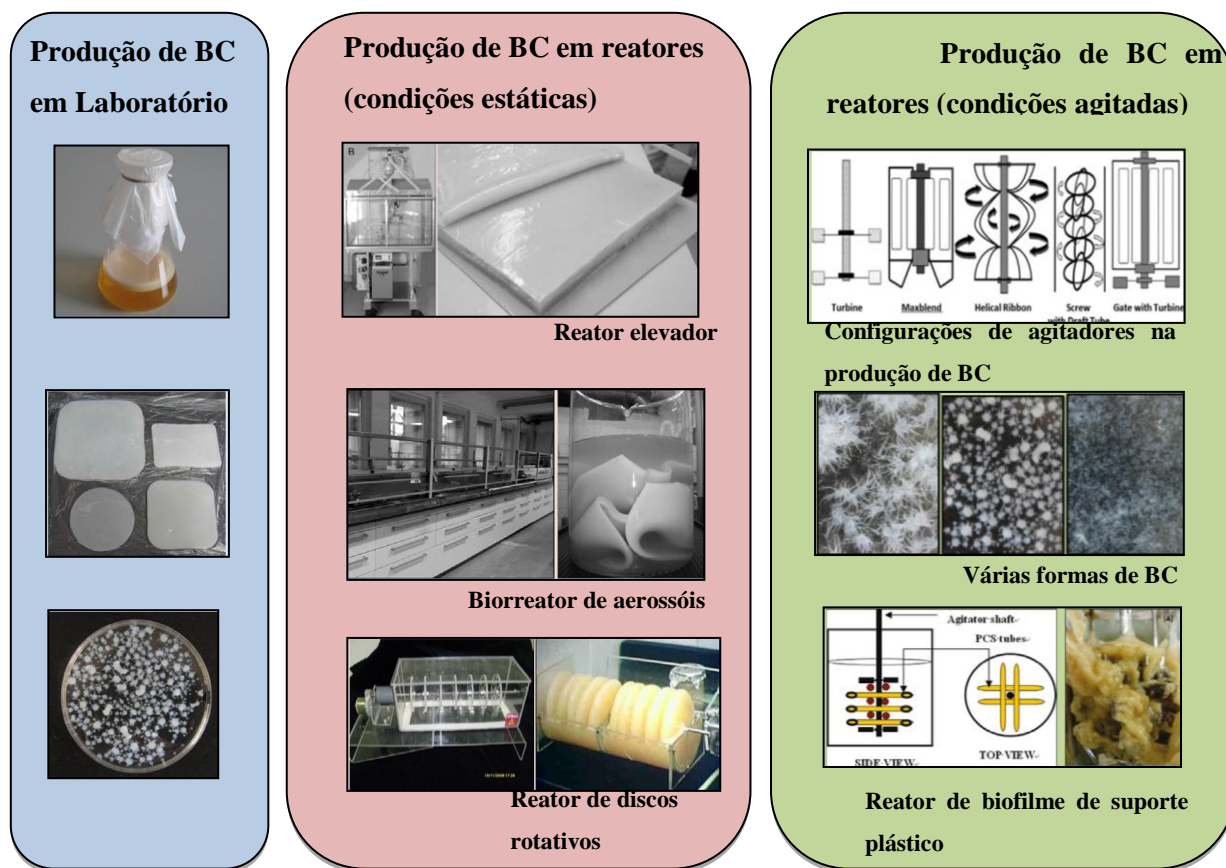 Produção de BC
em Laboratório
Produção de BC em reatores
(condições estáticas)
B
Reator elevador
Biorreator de aerossóis
Reator de discos
rotativos
Produção de BC em
reatores (condições agitadas)
Turbine
Maxblend
Helical Ribbon
Screw
with Draft Tube
Gate with Turbine
Configurações de agitadores na
produção de BC
Várias formas de BC
Agitator shaft
PCS tubes
SIDE VIEW
TOP VIEW
Reator de biofilme de suporte
plástico